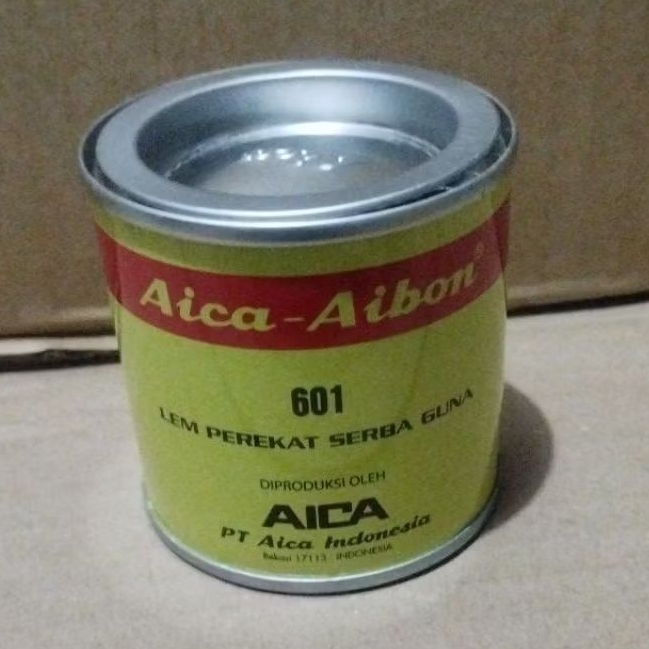 Aica-Aibon®
601
LEM PEREKAT SERBA GUNA
DIPRODUKSI OLEH
AICA
PT Aica Indonesia
Bekasi 17113 INDONESIA